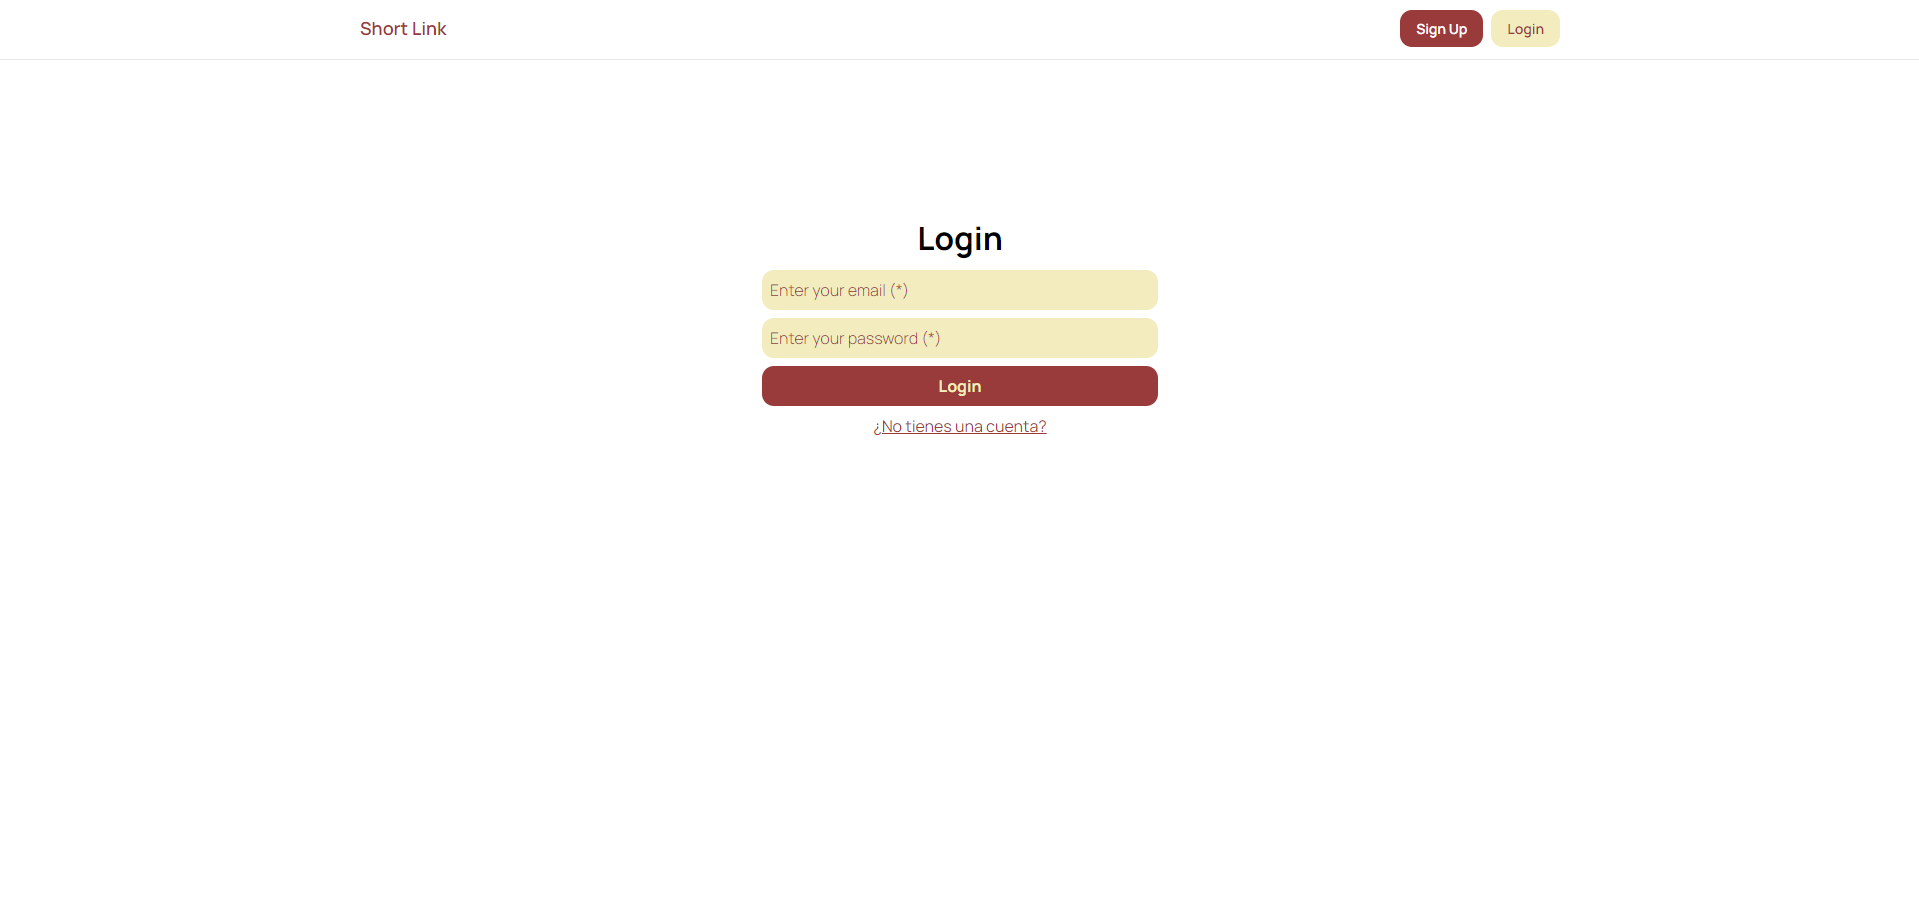 Short Link
Sign Up
Login
Login
Enter your email (*)
Enter your password (*)
Login
¿No tienes una cuenta?